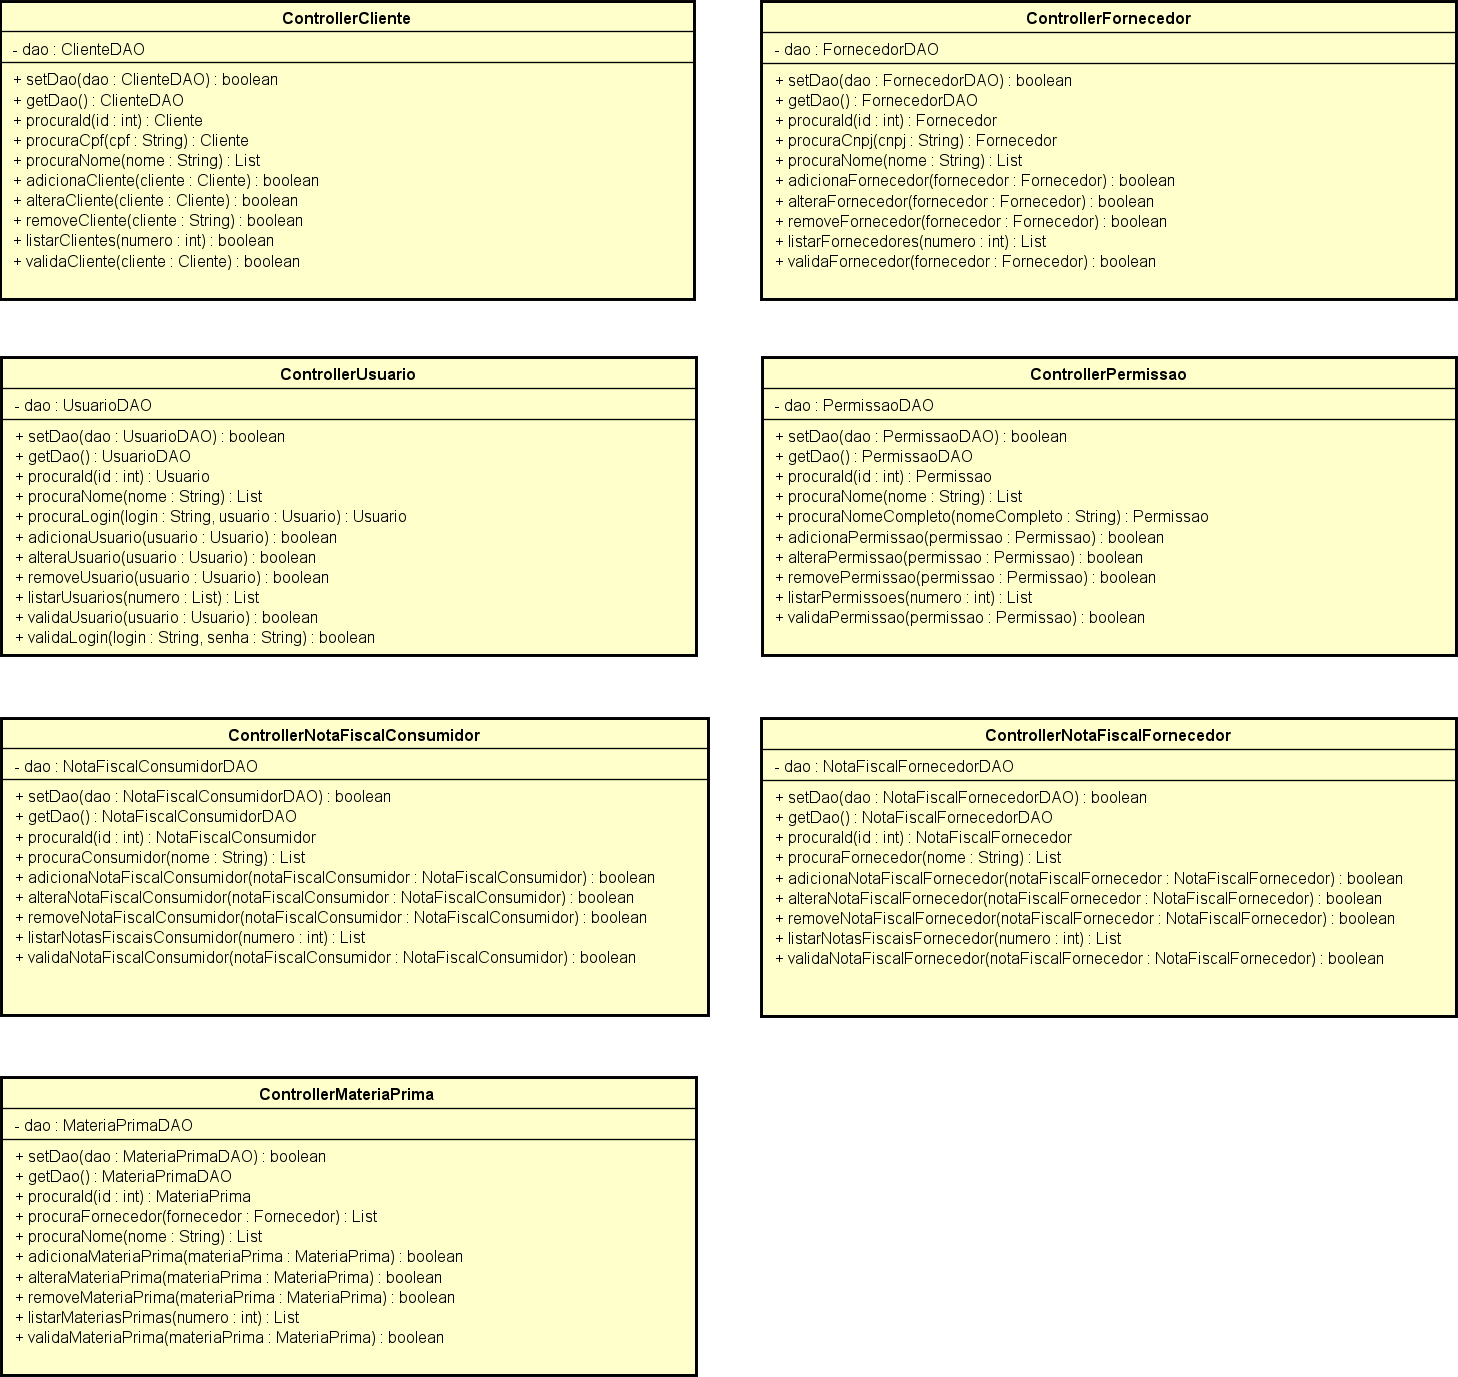 ControllerCliente
- dao : ClienteDAO
+ setDao(dao : ClienteDAO) : boolean
+ getDao() : ClienteDAO
+ procuraId(id : int) : Cliente
+ procuraCpf(cpf : String) : Cliente
+ procuraNome(nome : String) : List
+ adicionaCliente(cliente : Cliente) : boolean
+ alteraCliente(cliente : Cliente) : boolean
+ removeCliente(cliente : String) : boolean
+ listarClientes(numero : int) : boolean
+ validaCliente(cliente : Cliente) : boolean
ControllerFornecedor
- dao : FornecedorDAO
+ setDao(dao : FornecedorDAO) : boolean
+ getDao() : FornecedorDAO
+ procuraId(id : int) : Fornecedor
+ procuraCnpj(cnpj : String) : Fornecedor
+ procuraNome(nome : String) : List
+ adicionaFornecedor(fornecedor : Fornecedor) : boolean
+ alteraFornecedor(fornecedor : Fornecedor) : boolean
+ removeFornecedor(fornecedor : Fornecedor) : boolean
+ listarFornecedores(numero : int) : List
+ validaFornecedor(fornecedor : Fornecedor) : boolean
ControllerUsuario
- dao : UsuarioDAO
+ setDao(dao : UsuarioDAO) : boolean
+ getDao() : UsuarioDAO
+ procuraId(id : int) : Usuario
+ procuraNome(nome : String) : List
+ procuraLogin(login : String, usuario : Usuario) : Usuario
+ adicionaUsuario(usuario : Usuario) : boolean
+ alteraUsuario(usuario : Usuario) : boolean
+ removeUsuario(usuario : Usuario) : boolean
+ listarUsuarios(numero : List) : List
+ validaUsuario(usuario : Usuario) : boolean
+ validaLogin(login : String, senha : String) : boolean
ControllerPermissao
- dao : PermissaoDAO
+ setDao(dao : PermissaoDAO) : boolean
+ getDao() : PermissaoDAO
+ procuraId(id : int) : Permissao
+ procuraNome(nome : String) : List
+ procuraNomeCompleto(nomeCompleto : String) : Permissao
+ adicionaPermissao(permissao : Permissao) : boolean
+ alteraPermissao(permissao : Permissao) : boolean
+ removePermissao(permissao : Permissao) : boolean
+ listarPermissoes(numero : int) : List
+ validaPermissao(permissao : Permissao) : boolean
ControllerNotaFiscalConsumidor
- dao : NotaFiscalConsumidorDAO
+ setDao(dao : NotaFiscalConsumidorDAO) : boolean
+ getDao() : NotaFiscalConsumidorDAO
+ procuraId(id : int) : NotaFiscalConsumidor
+ procuraConsumidor(nome : String) : List
+ adicionaNotaFiscalConsumidor(notaFiscalConsumidor : NotaFiscalConsumidor) : boolean
+ alteraNotaFiscalConsumidor(notaFiscalConsumidor : NotaFiscalConsumidor) : boolean
+ removeNotaFiscalConsumidor(notaFiscalConsumidor : NotaFiscalConsumidor) : boolean
+ listarNotasFiscaisConsumidor(numero : int) : List
+ validaNotaFiscalConsumidor(notaFiscalConsumidor : NotaFiscalConsumidor) : boolean
ControllerNotaFiscalFornecedor
- dao : NotaFiscalFornecedorDAO
+ setDao(dao : NotaFiscalFornecedorDAO) : boolean
+ getDao() : NotaFiscalFornecedorDAO
+ procuraId(id : int) : NotaFiscalFornecedor
+ procuraFornecedor(nome : String) : List
+ adicionaNotaFiscalFornecedor(notaFiscalFornecedor : NotaFiscalFornecedor) : boolean
+ alteraNotaFiscalFornecedor(notaFiscalFornecedor : NotaFiscalFornecedor) : boolean
+ removeNotaFiscalFornecedor(notaFiscalFornecedor : NotaFiscalFornecedor) : boolean
+ listarNotasFiscaisFornecedor(numero : int) : List
+ validaNotaFiscalFornecedor(notaFiscalFornecedor : NotaFiscalFornecedor) : boolean
ControllerMateriaPrima
- dao : MateriaPrimaDAO
+ setDao(dao : MateriaPrimaDAO) : boolean
+ getDao() : MateriaPrimaDAO
+ procuraId(id : int) : MateriaPrima
+ procuraFornecedor(fornecedor : Fornecedor) : List
+ procuraNome(nome : String) : List
+ adicionaMateriaPrima(materiaPrima : MateriaPrima) : boolean
+ alteraMateriaPrima(materiaPrima : MateriaPrima) : boolean
+ removeMateriaPrima(materiaPrima : MateriaPrima) : boolean
+ listarMateriasPrimas(numero : int) : List
+ validaMateriaPrima(materiaPrima : MateriaPrima) : boolean